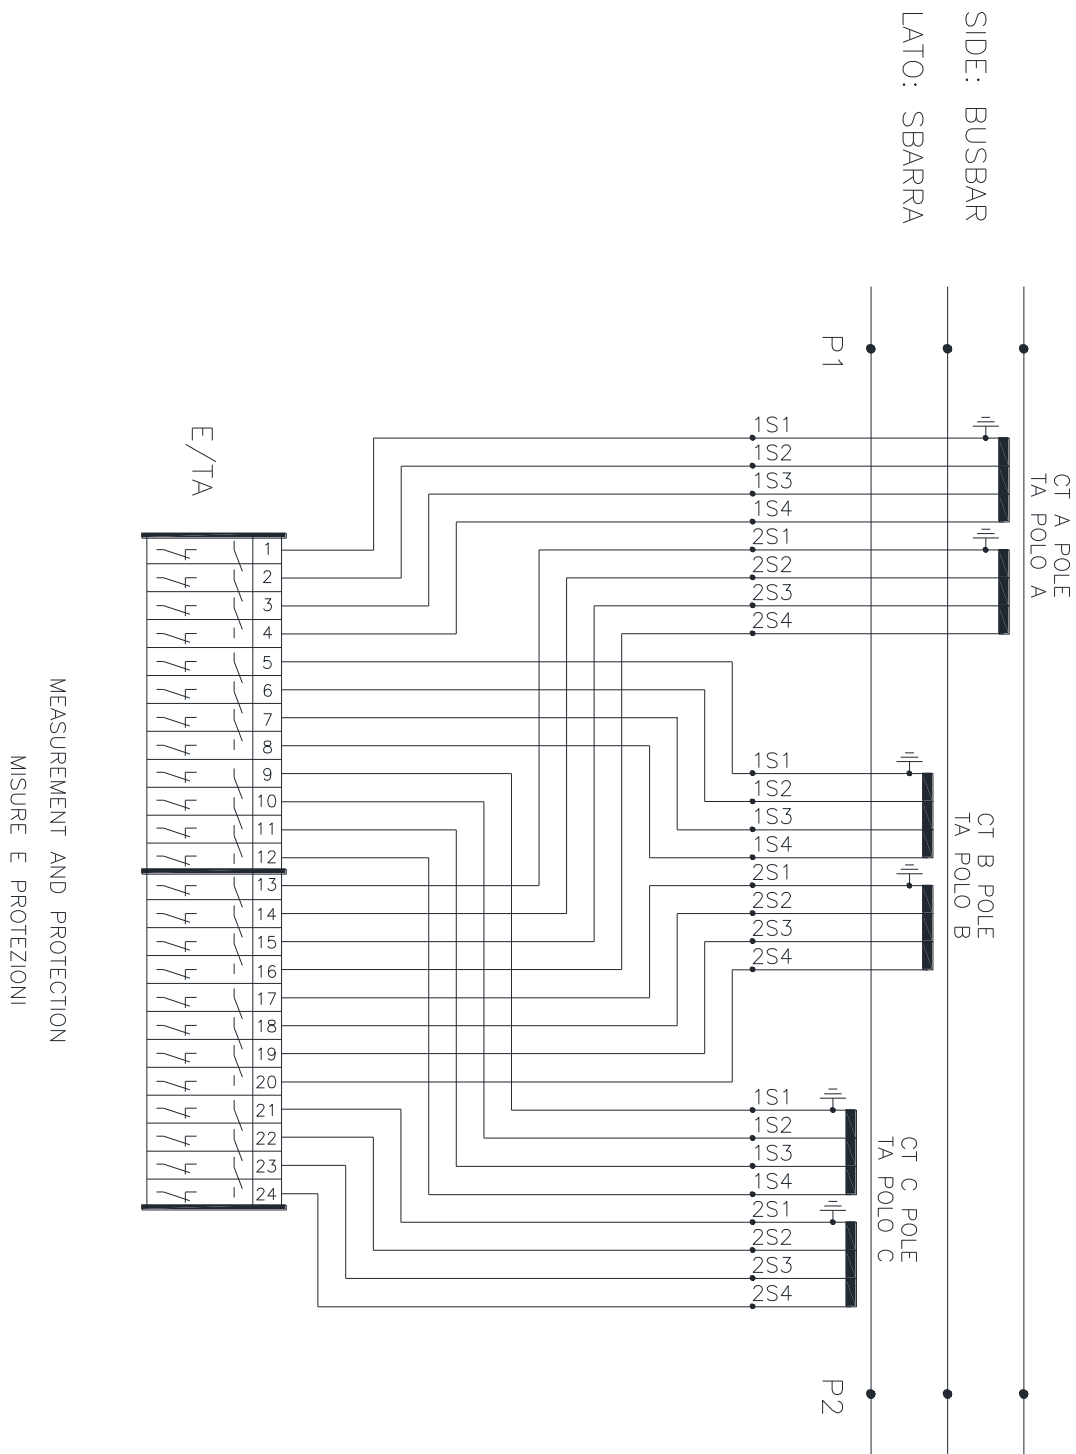 SIDE: BUSBAR
LATO: SBARRA
P1
CT A POLE
TA POLO A
1S1
1S2
1S3
1S4
2S1
2S2
2S3
2S4
CT B POLE
TA POLO B
1S1
1S2
1S3
1S4
2S1
2S2
2S3
2S4
CT C POLE
TA POLO C
1S1
1S2
1S3
1S4
2S1
2S2
2S3
2S4
P2
E/TA
1
2
3
4
5
6
7
8
9
10
11
12
13
14
15
16
17
18
19
20
21
22
23
24
MEASUREMENT AND PROTECTION
MISURE E PROTEZIONI